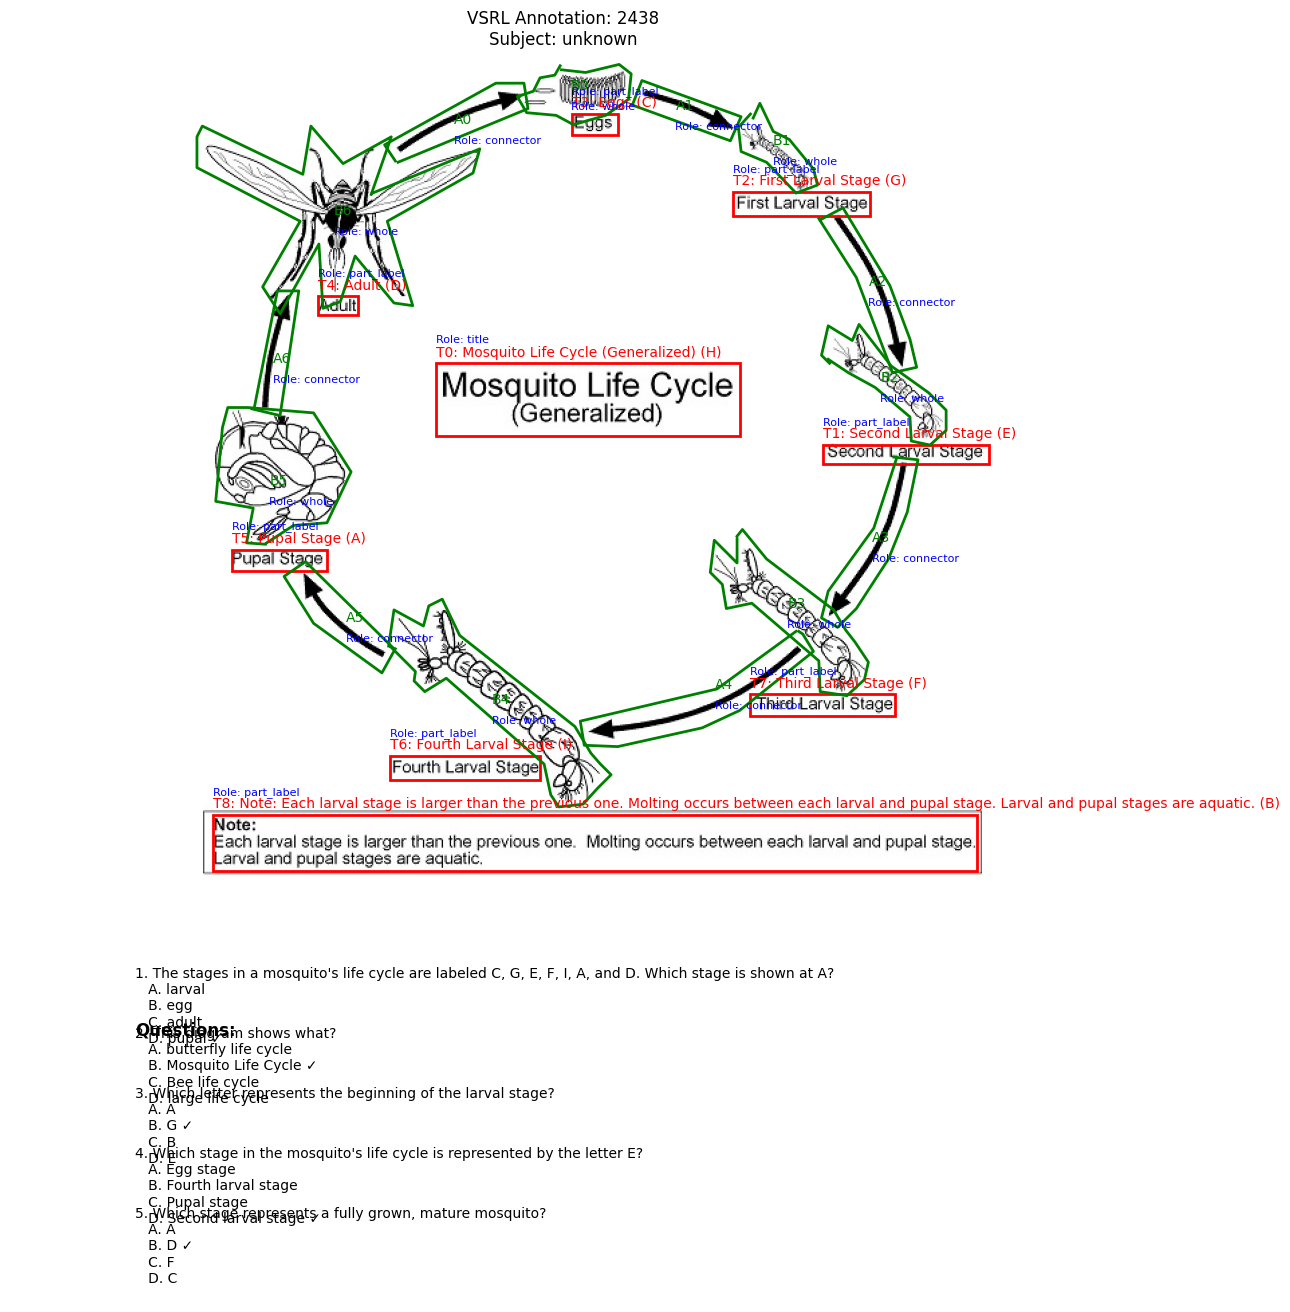 VSRL Annotation: 2438
Subject: unknown
A0
Role: connector
Role: part_label
Role: whole
Eggs
A1
Role: connector
B1
Role: whole
Role: part_label
T2: First Larval Stage (G)
First Larval Stage
B6
Role: whole
Role: part_label
T4: Adult (D)
Adult
A2
Role: connector
A6
Role: connector
Role: title
T0: Mosquito Life Cycle (Generalized) (H)
Mosquito Life Cycle
(Generalized)
Role: whole
Role: part_label
T1: Second Larval Stage (E)
Second Larval Stage
B5
Role: whole
Role: part_label
T5: Pupal Stage (A)
Pupal Stage
A3
Role: connector
B3
Role: whole
A5
Role: connector
Role: part_label
T7: Third Larval Stage (F)
Third Larval Stage
A4
Role: connector
B4
Role: whole
Role: part_label
T6: Fourth Larval Stage (I)
Fourth Larval Stage
Role: part_label
T8: Note: Each larval stage is larger than the previous one. Molting occurs between each larval and pupal stage. Larval and pupal stages are aquatic. (B)
Note:
Each larval stage is larger than the previous one. Molting occurs between each larval and pupal stage.
Larval and pupal stages are aquatic.
1. The stages in a mosquito's life cycle are labeled C, G, E, F, I, A, and D. Which stage is shown at A?
A. larval
B. egg
C. adult
Questions:
D. pupal ✓
2. This diagram shows what?
A. butterfly life cycle
B. Mosquito Life Cycle ✓
C. Bee life cycle
D. large life cycle
3. Which letter represents the beginning of the larval stage?
A. A
B. G ✓
C. B
D. E
4. Which stage in the mosquito's life cycle is represented by the letter E?
A. Egg stage
B. Fourth larval stage
C. Pupal stage
D. Second larval stage ✓
5. Which stage represents a fully grown, mature mosquito?
A. A
B. D ✓
C. F
D. C